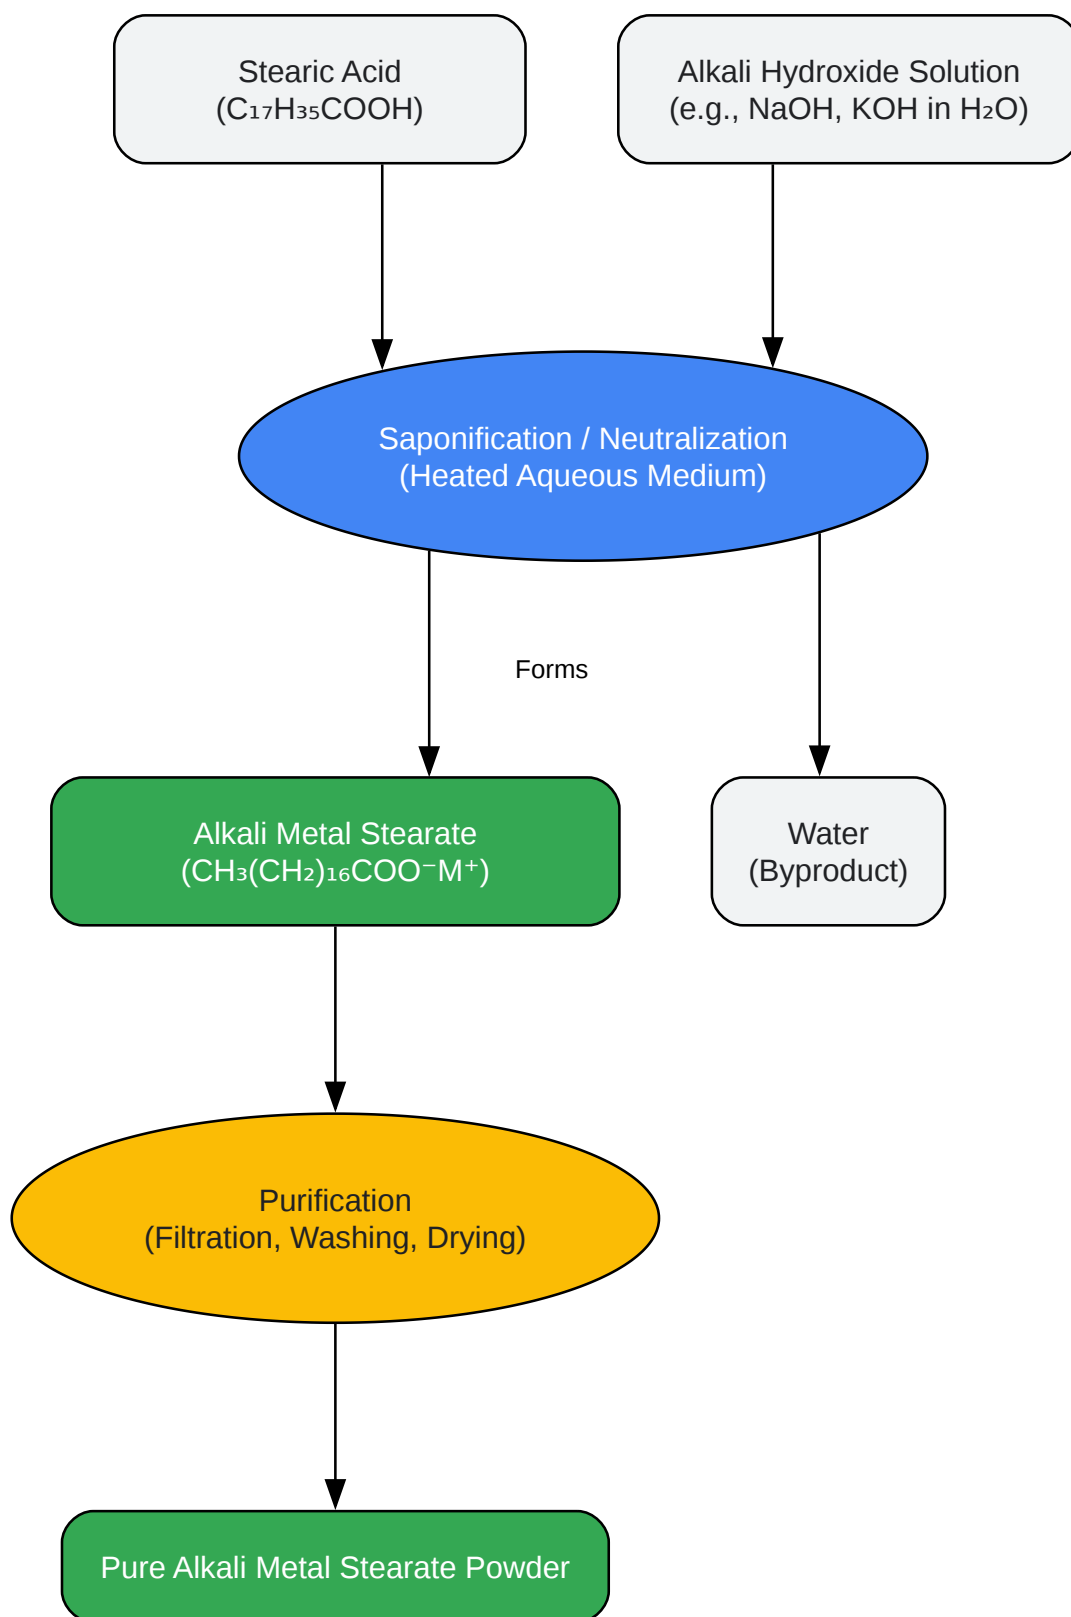 Stearic Acid
(C₁₇H₃₅COOH)
Alkali Hydroxide Solution
(e.g., NaOH, KOH in H₂O)
Saponification / Neutralization
(Heated Aqueous Medium)
Forms
Alkali Metal Stearate
(CH₃(CH₂)₁₆COO⁻M⁺)
Water
(Byproduct)
Purification
(Filtration, Washing, Drying)
Pure Alkali Metal Stearate Powder